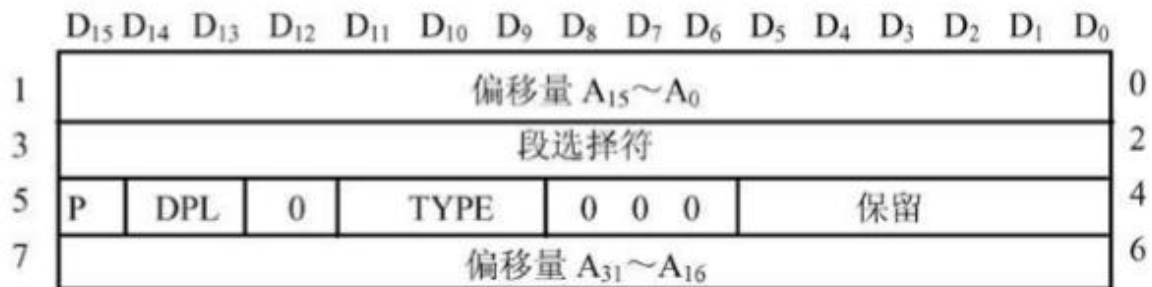 D₁₅ D₁₄ D₁₃ D₁₂ D₁₁ D₁₀ D₉ D₈ D₇ D₆ D₅ D₄ D₃ D₂ D₁ D₀
1 偏移量 A₁₅～A₀ 0
3 段选择符 2
5 P DPL 0 TYPE 0 0 0 保留 4
7 偏移量 A₃₁～A₁₆ 6